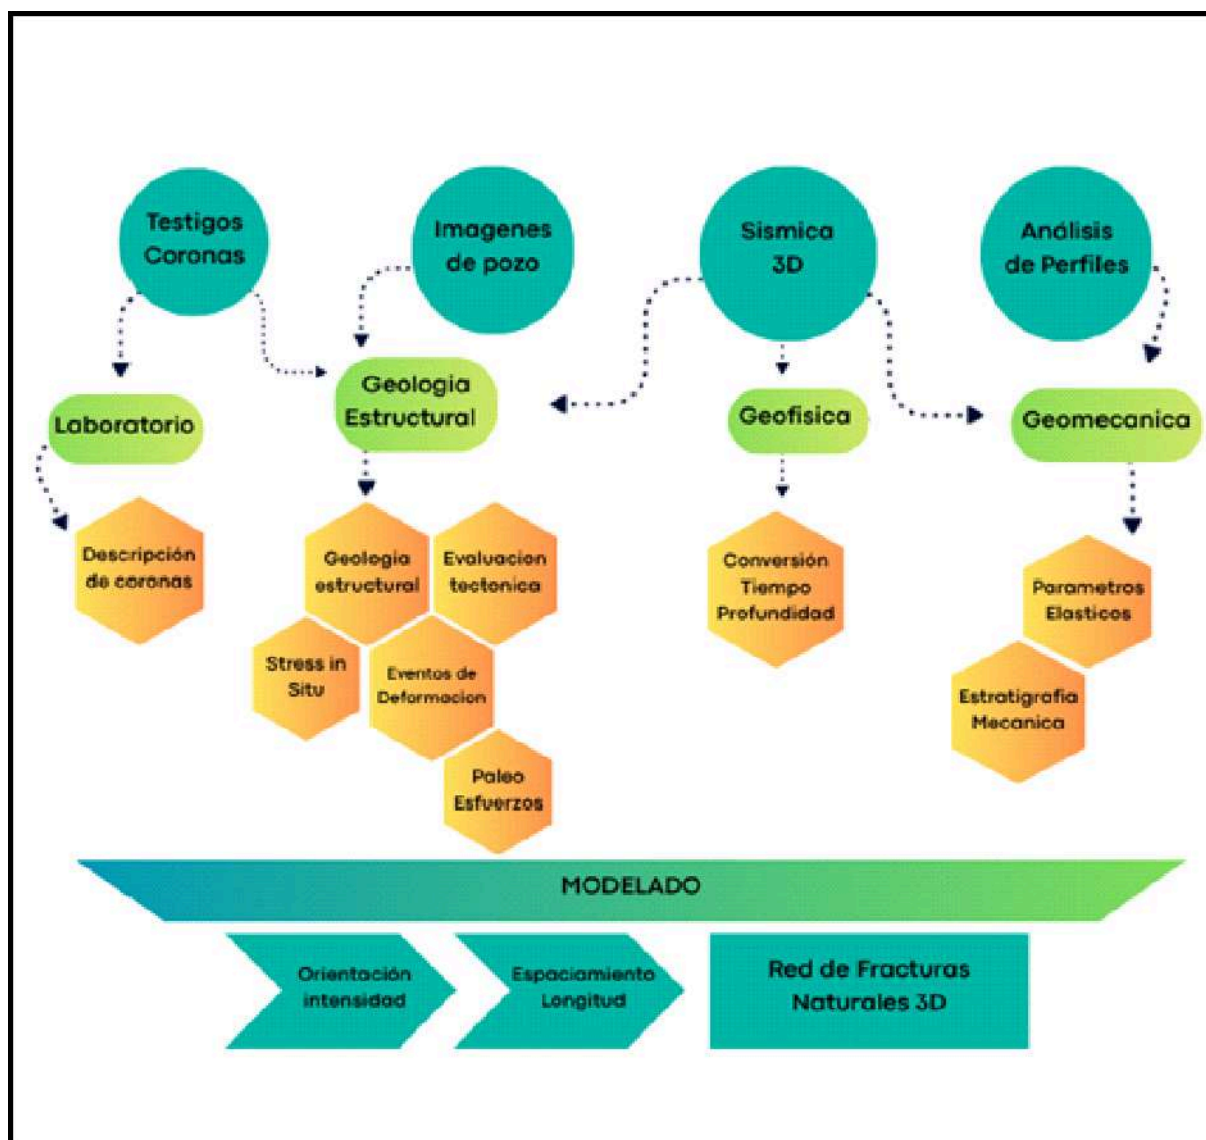 Testigos
Coronas
Imagenes
de pozo
Sismica
3D
Análisis
de Perfiles
Laboratorio
Geologia
Estructural
Geofisica
Geomecanica
Descripción
de coronas
Geologia
estructural
Evaluacion
tectonica
Stress in
Situ
Eventos de
Deformacion
Paleo
Esfuerzos
Conversión
Tiempo
Profundidad
Parametros
Elasticos
Estratigrafia
Mecanica
MODELADO
Orientación
intensidad
Espaciamiento
Longitud
Red de Fracturas
Naturales 3D